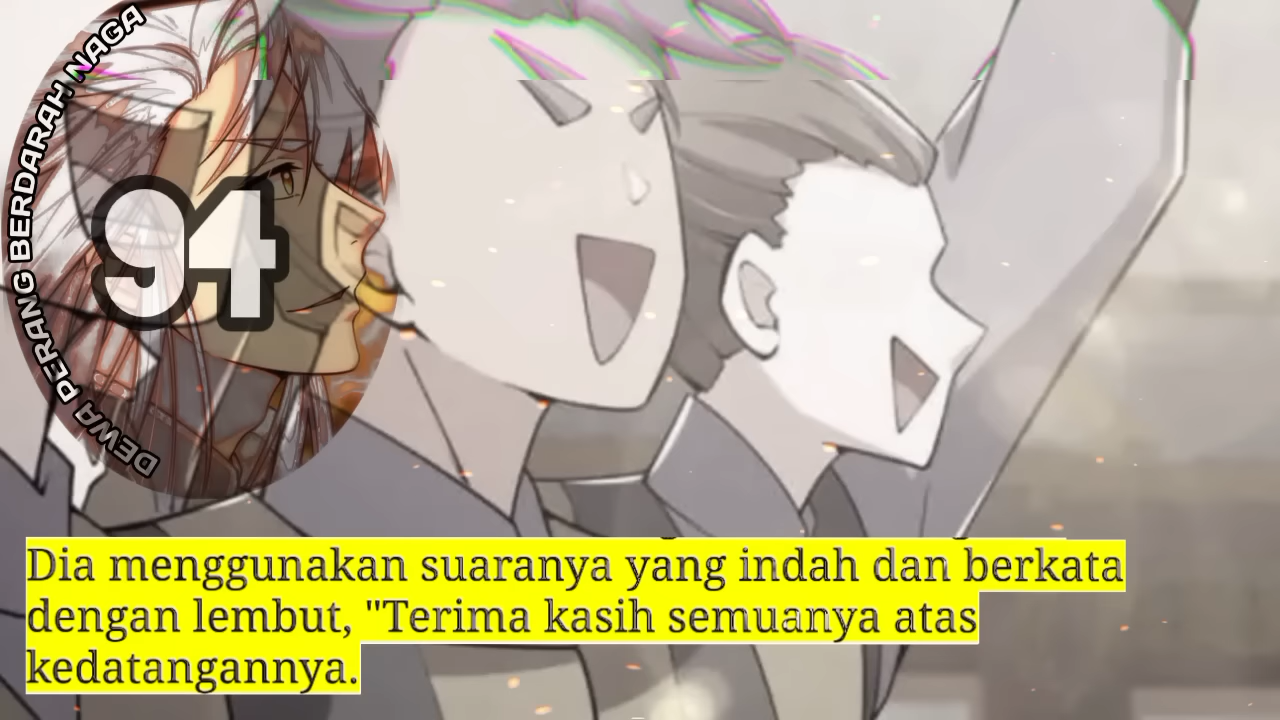 DEWA PERANG BERDARAH NAGA
94
Dia menggunakan suaranya yang indah dan berkata
dengan lembut, "Terima kasih semuanya atas
kedatangannya.